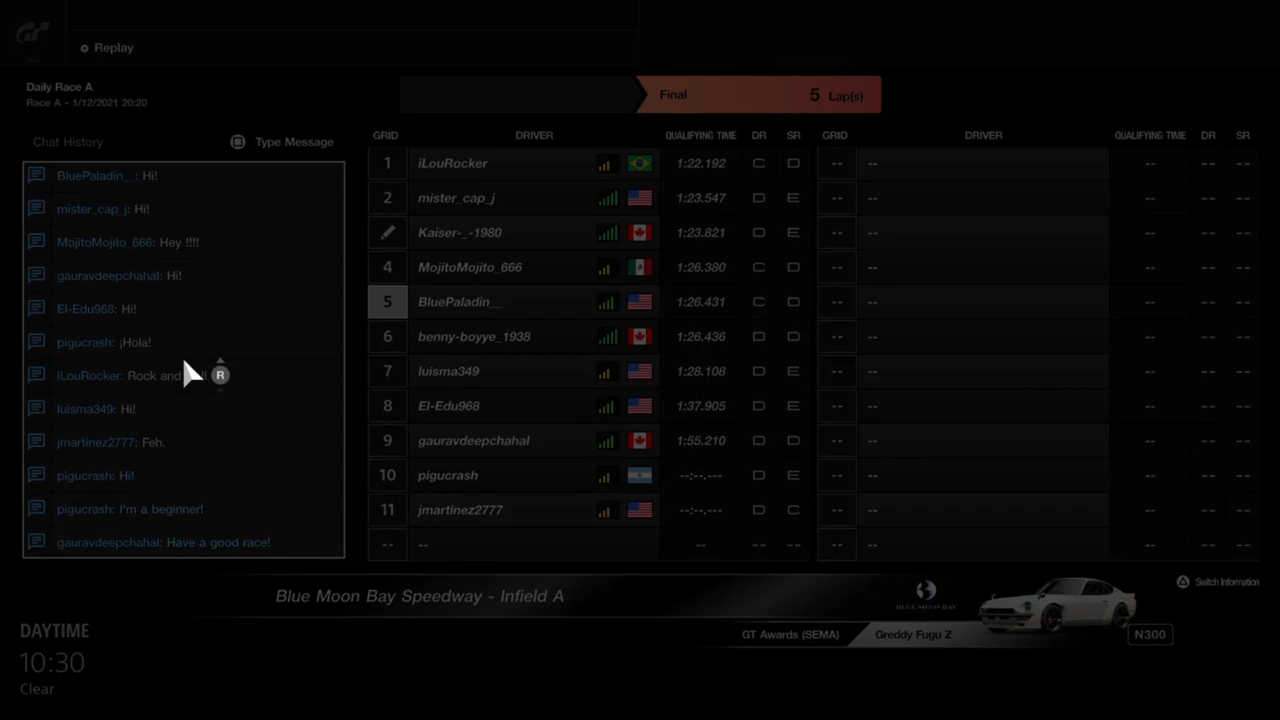 Replay
Daily Race A
Race A - 1/12/2021 20:20
Final 5 Lap(s)
Chat History Type Message
BluePaladin__: Hi!
mister_cap_j: Hi!
MojitoMojito_666: Hey !!!!
gauravdeepchahal: Hi!
El-Edu968: Hi!
pigucrash: ¡Hola!
iLouRocker: Rock and
R
luisma349: Hi!
jmartinez2777: Feh.
pigucrash: Hi!
pigucrash: I'm a beginner!
gauravdeepchahal: Have a good race!
GRID DRIVER QUALIFYING TIME DR SR GRID DRIVER QUALIFYING TIME DR SR
1 iLouRocker 1:22.192 C D -- -- -- -- --
2 mister_cap_j 1:23.547 D E -- -- -- -- --
Kaiser-_-1980 1:23.821 D E -- -- -- -- --
4 MojitoMojito_666 1:26.380 C D -- -- -- -- --
5 BluePaladin__ 1:26.431 C D -- -- -- -- --
6 benny-boyye_1938 1:26.436 D D -- -- -- -- --
7 luisma349 1:28.108 D E -- -- -- -- --
8 El-Edu968 1:37.905 D E -- -- -- -- --
9 gauravdeepchahal 1:55.210 D D -- -- -- -- --
10 pigucrash --:--.--- D E -- -- -- -- --
11 jmartinez2777 --:--.--- D C -- -- -- -- --
-- -- -- -- -- -- -- -- -- --
Blue Moon Bay Speedway - Infield A
BLUE MOON BAY
Switch Information
GT Awards (SEMA) Greddy Fugu Z N300
DAYTIME
10:30
Clear